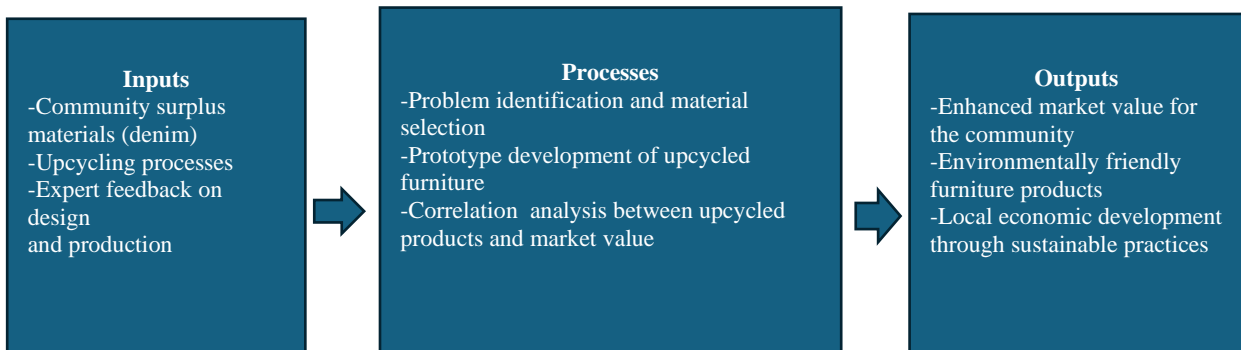 Inputs
-Community surplus
materials (denim)
-Upcycling processes
-Expert feedback on
design
and production
Processes
-Problem identification and material
selection
-Prototype development of upcycled
furniture
-Correlation  analysis between upcycled
products and market value
Outputs
-Enhanced market value for
the community
-Environmentally friendly
furniture products
-Local economic development
through sustainable practices